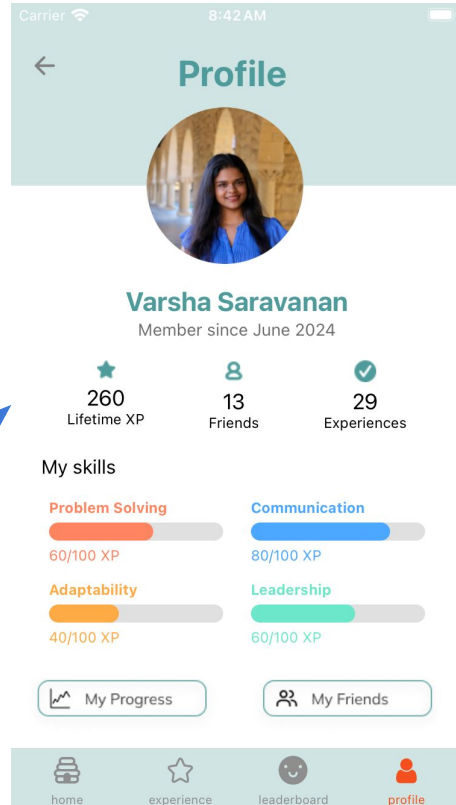 Carrier 8:42 AM
Profile
Varsha Saravanan
Member since June 2024
260 13 29
Lifetime XP Friends Experiences
My skills
Problem Solving Communication
60/100 XP 80/100 XP
Adaptability Leadership
40/100 XP 60/100 XP
My Progress My Friends
home experience leaderboard profile